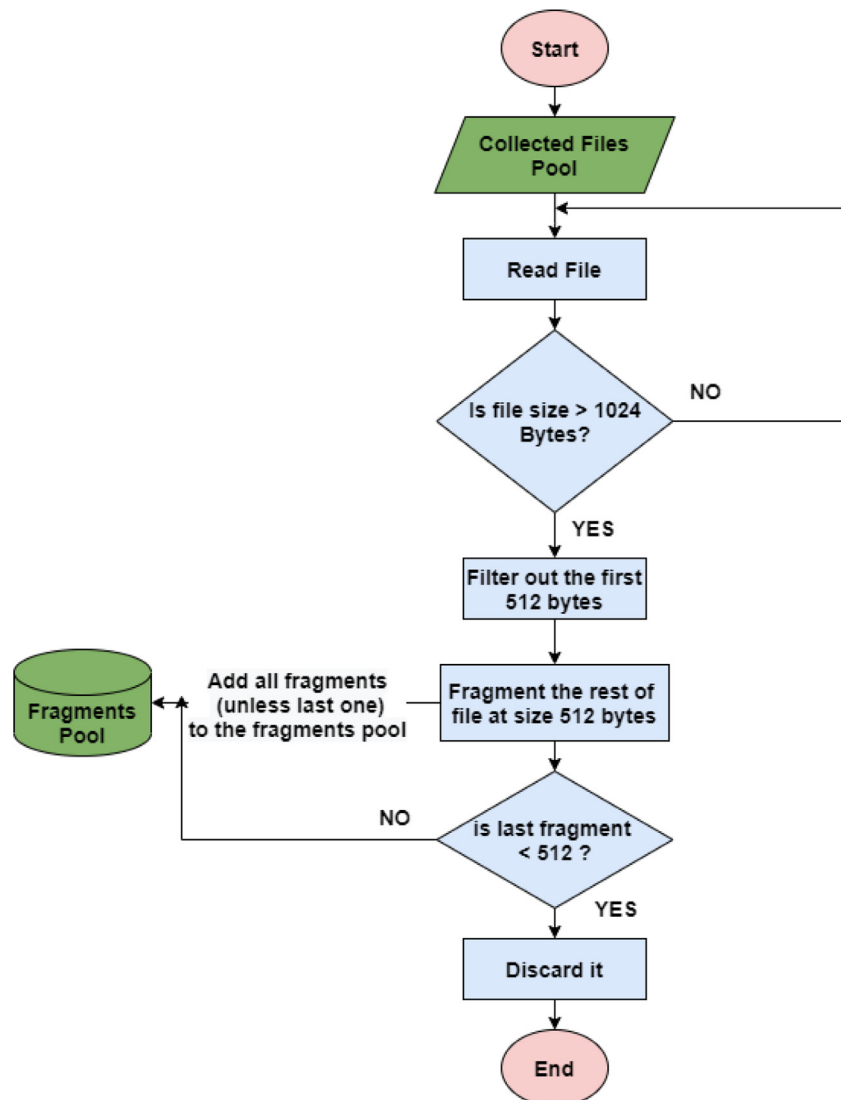 Start
Collected Files
Pool
Read File
Is file size > 1024
Bytes?
NO
YES
Filter out the first
512 bytes
Fragment the rest of
file at size 512 bytes
Add all fragments
(unless last one)
to the fragments pool
Fragments
Pool
is last fragment
< 512 ?
NO
YES
Discard it
End